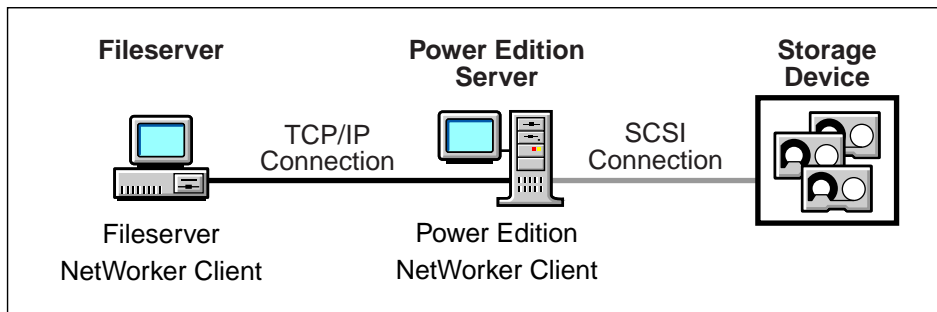 Fileserver
Power Edition
Server
Storage
Device
TCP/IP
Connection
SCSI
Connection
Fileserver
NetWorker Client
Power Edition
NetWorker Client